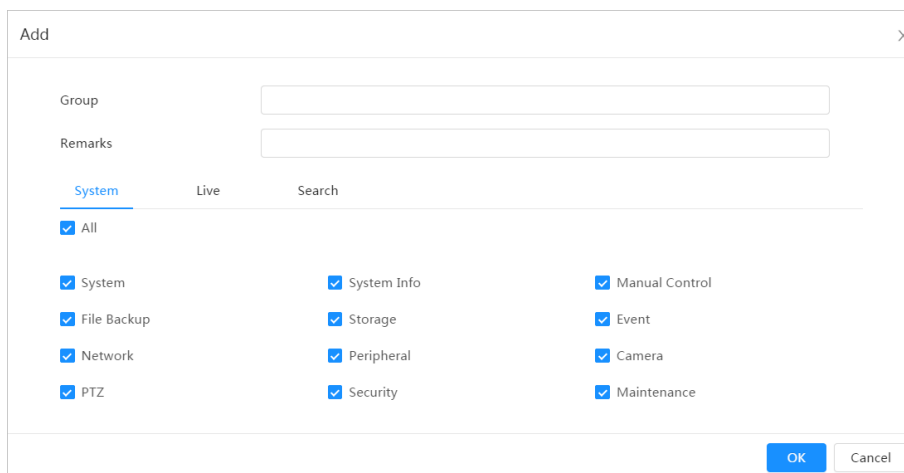 Add
Group
Remarks
System Live Search
All
System System Info Manual Control
File Backup Storage Event
Network Peripheral Camera
PTZ Security Maintenance
OK Cancel